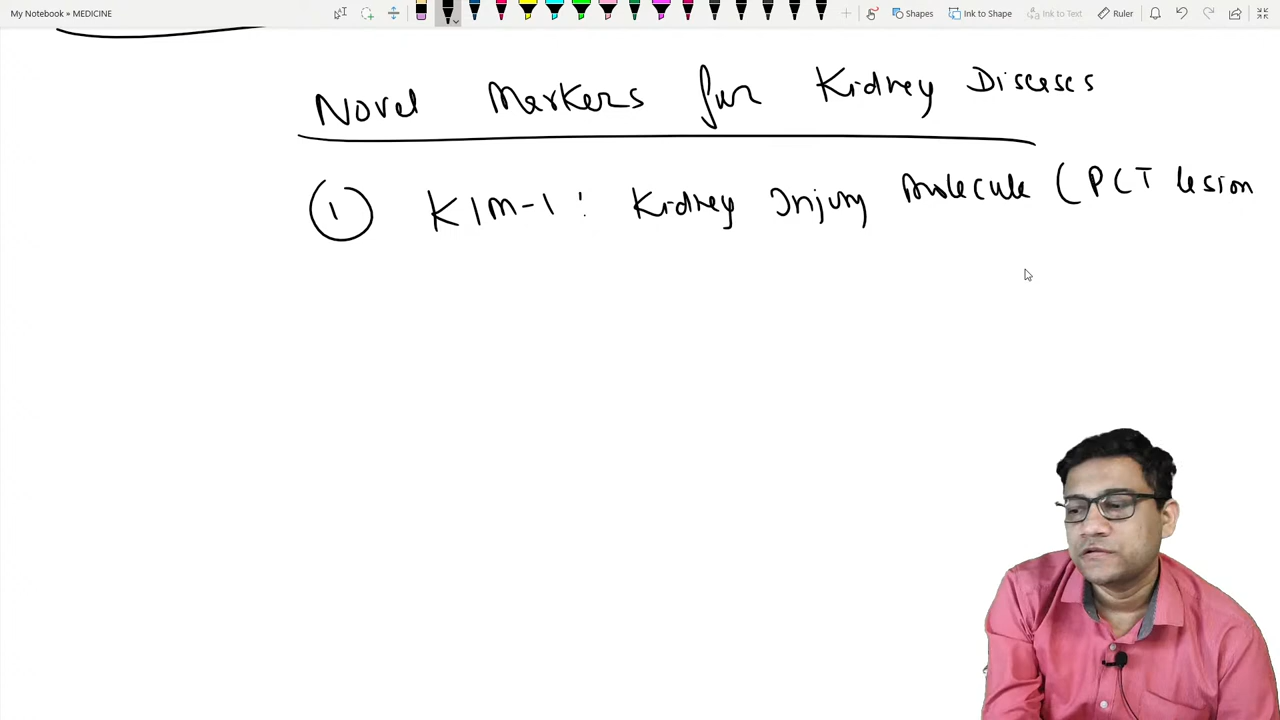 My Notebook » MEDICINE
Shapes Ink to Shape Ink to Text Ruler
Novel Markers for Kidney Diseases
① KIM-1: Kidney Injury Molecule (PCT lesion